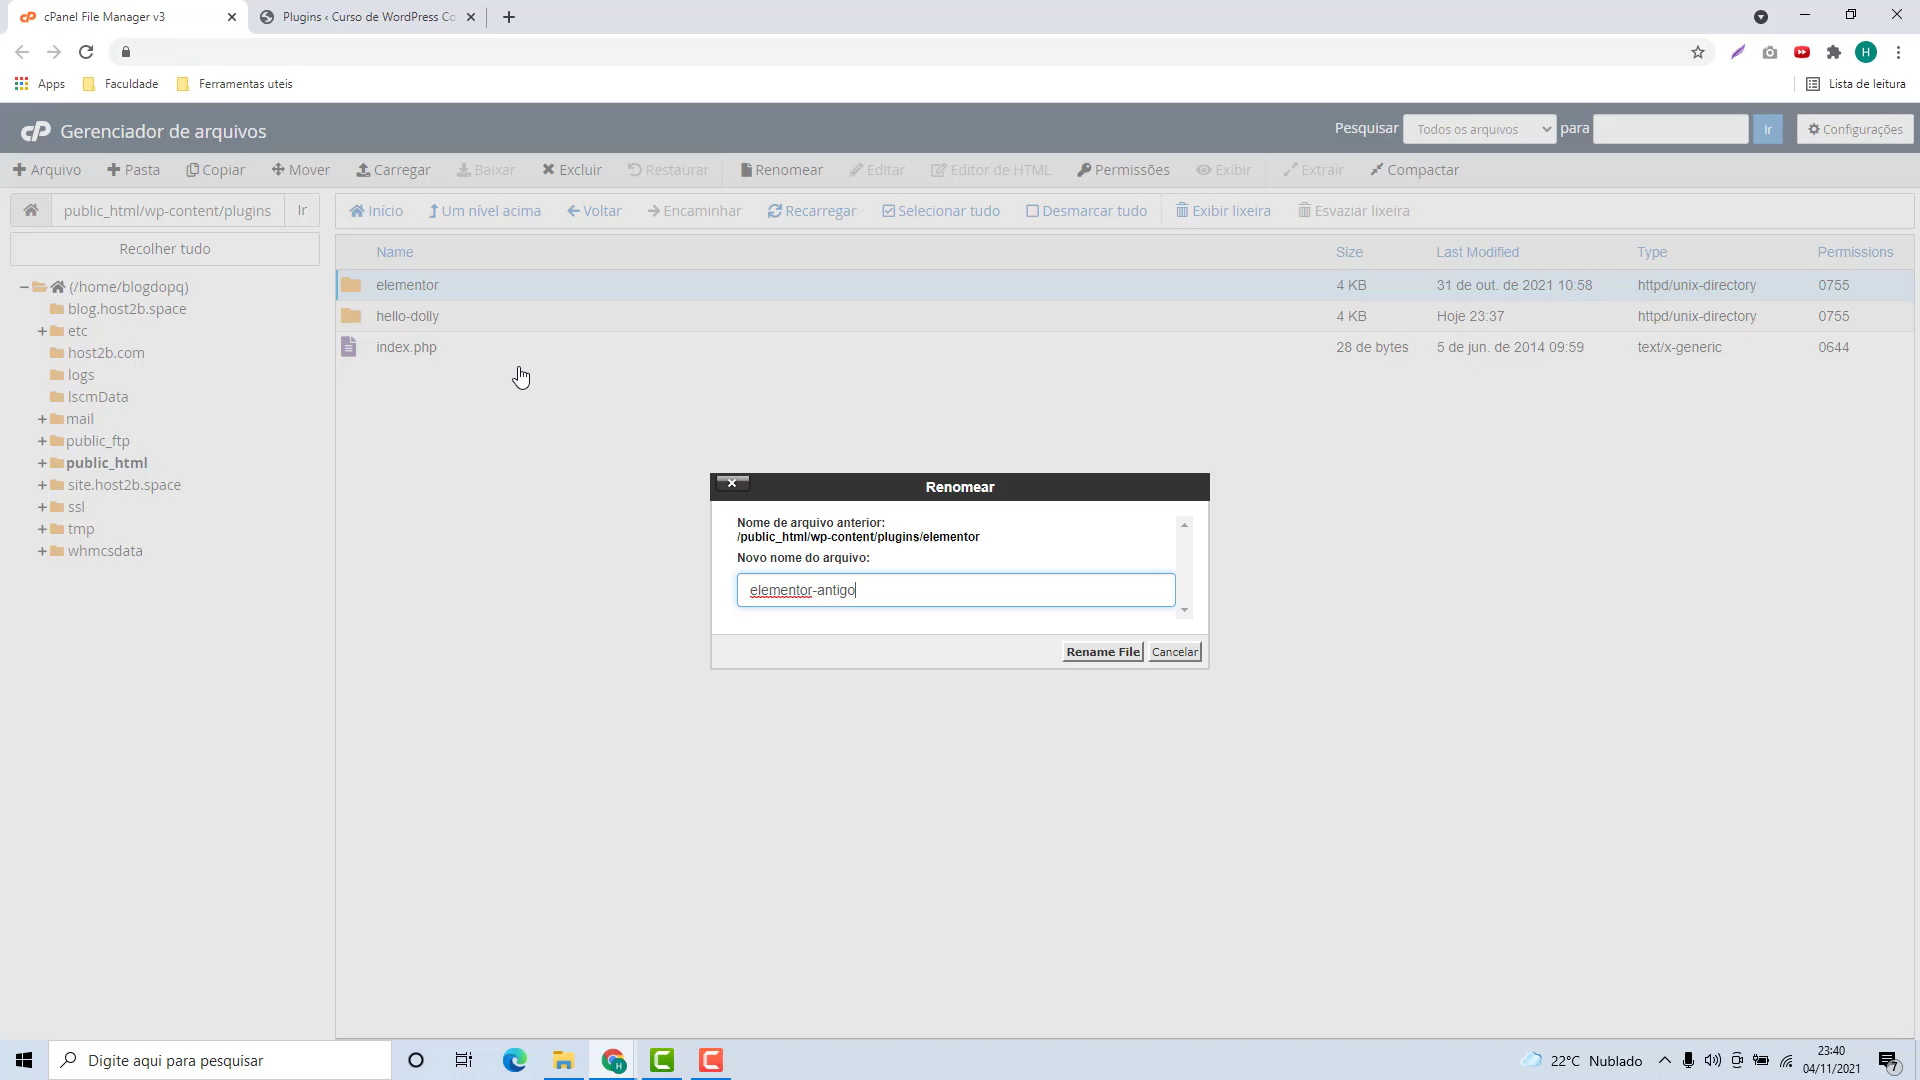 cPanel File Manager v3
Plugins ‹ Curso de WordPress Co
Apps
Faculdade
Ferramentas uteis
H
Lista de leitura
cP Gerenciador de arquivos
Pesquisar
Todos os arquivos
para
Ir
Configurações
Arquivo
Pasta
Copiar
Mover
Carregar
Baixar
Excluir
Restaurar
Renomear
Editar
Editor de HTML
Permissões
Exibir
Extrair
Compactar
public_html/wp-content/plugins
Ir
Início
Um nível acima
Voltar
Encaminhar
Recarregar
Selecionar tudo
Desmarcar tudo
Exibir lixeira
Esvaziar lixeira
Recolher tudo
(/home/blogdopq)
blog.host2b.space
etc
host2b.com
logs
lscmData
mail
public_ftp
public_html
site.host2b.space
ssl
tmp
whmcsdata
Name Size Last Modified Type Permissions
elementor 4 KB 31 de out. de 2021 10:58 httpd/unix-directory 0755
hello-dolly 4 KB Hoje 23:37 httpd/unix-directory 0755
index.php 28 de bytes 5 de jun. de 2014 09:59 text/x-generic 0644
Renomear
Nome de arquivo anterior:
/public_html/wp-content/plugins/elementor
Novo nome do arquivo:
elementor-antigo
Rename File
Cancelar
Digite aqui para pesquisar
H
22°C Nublado
23:40
04/11/2021
7